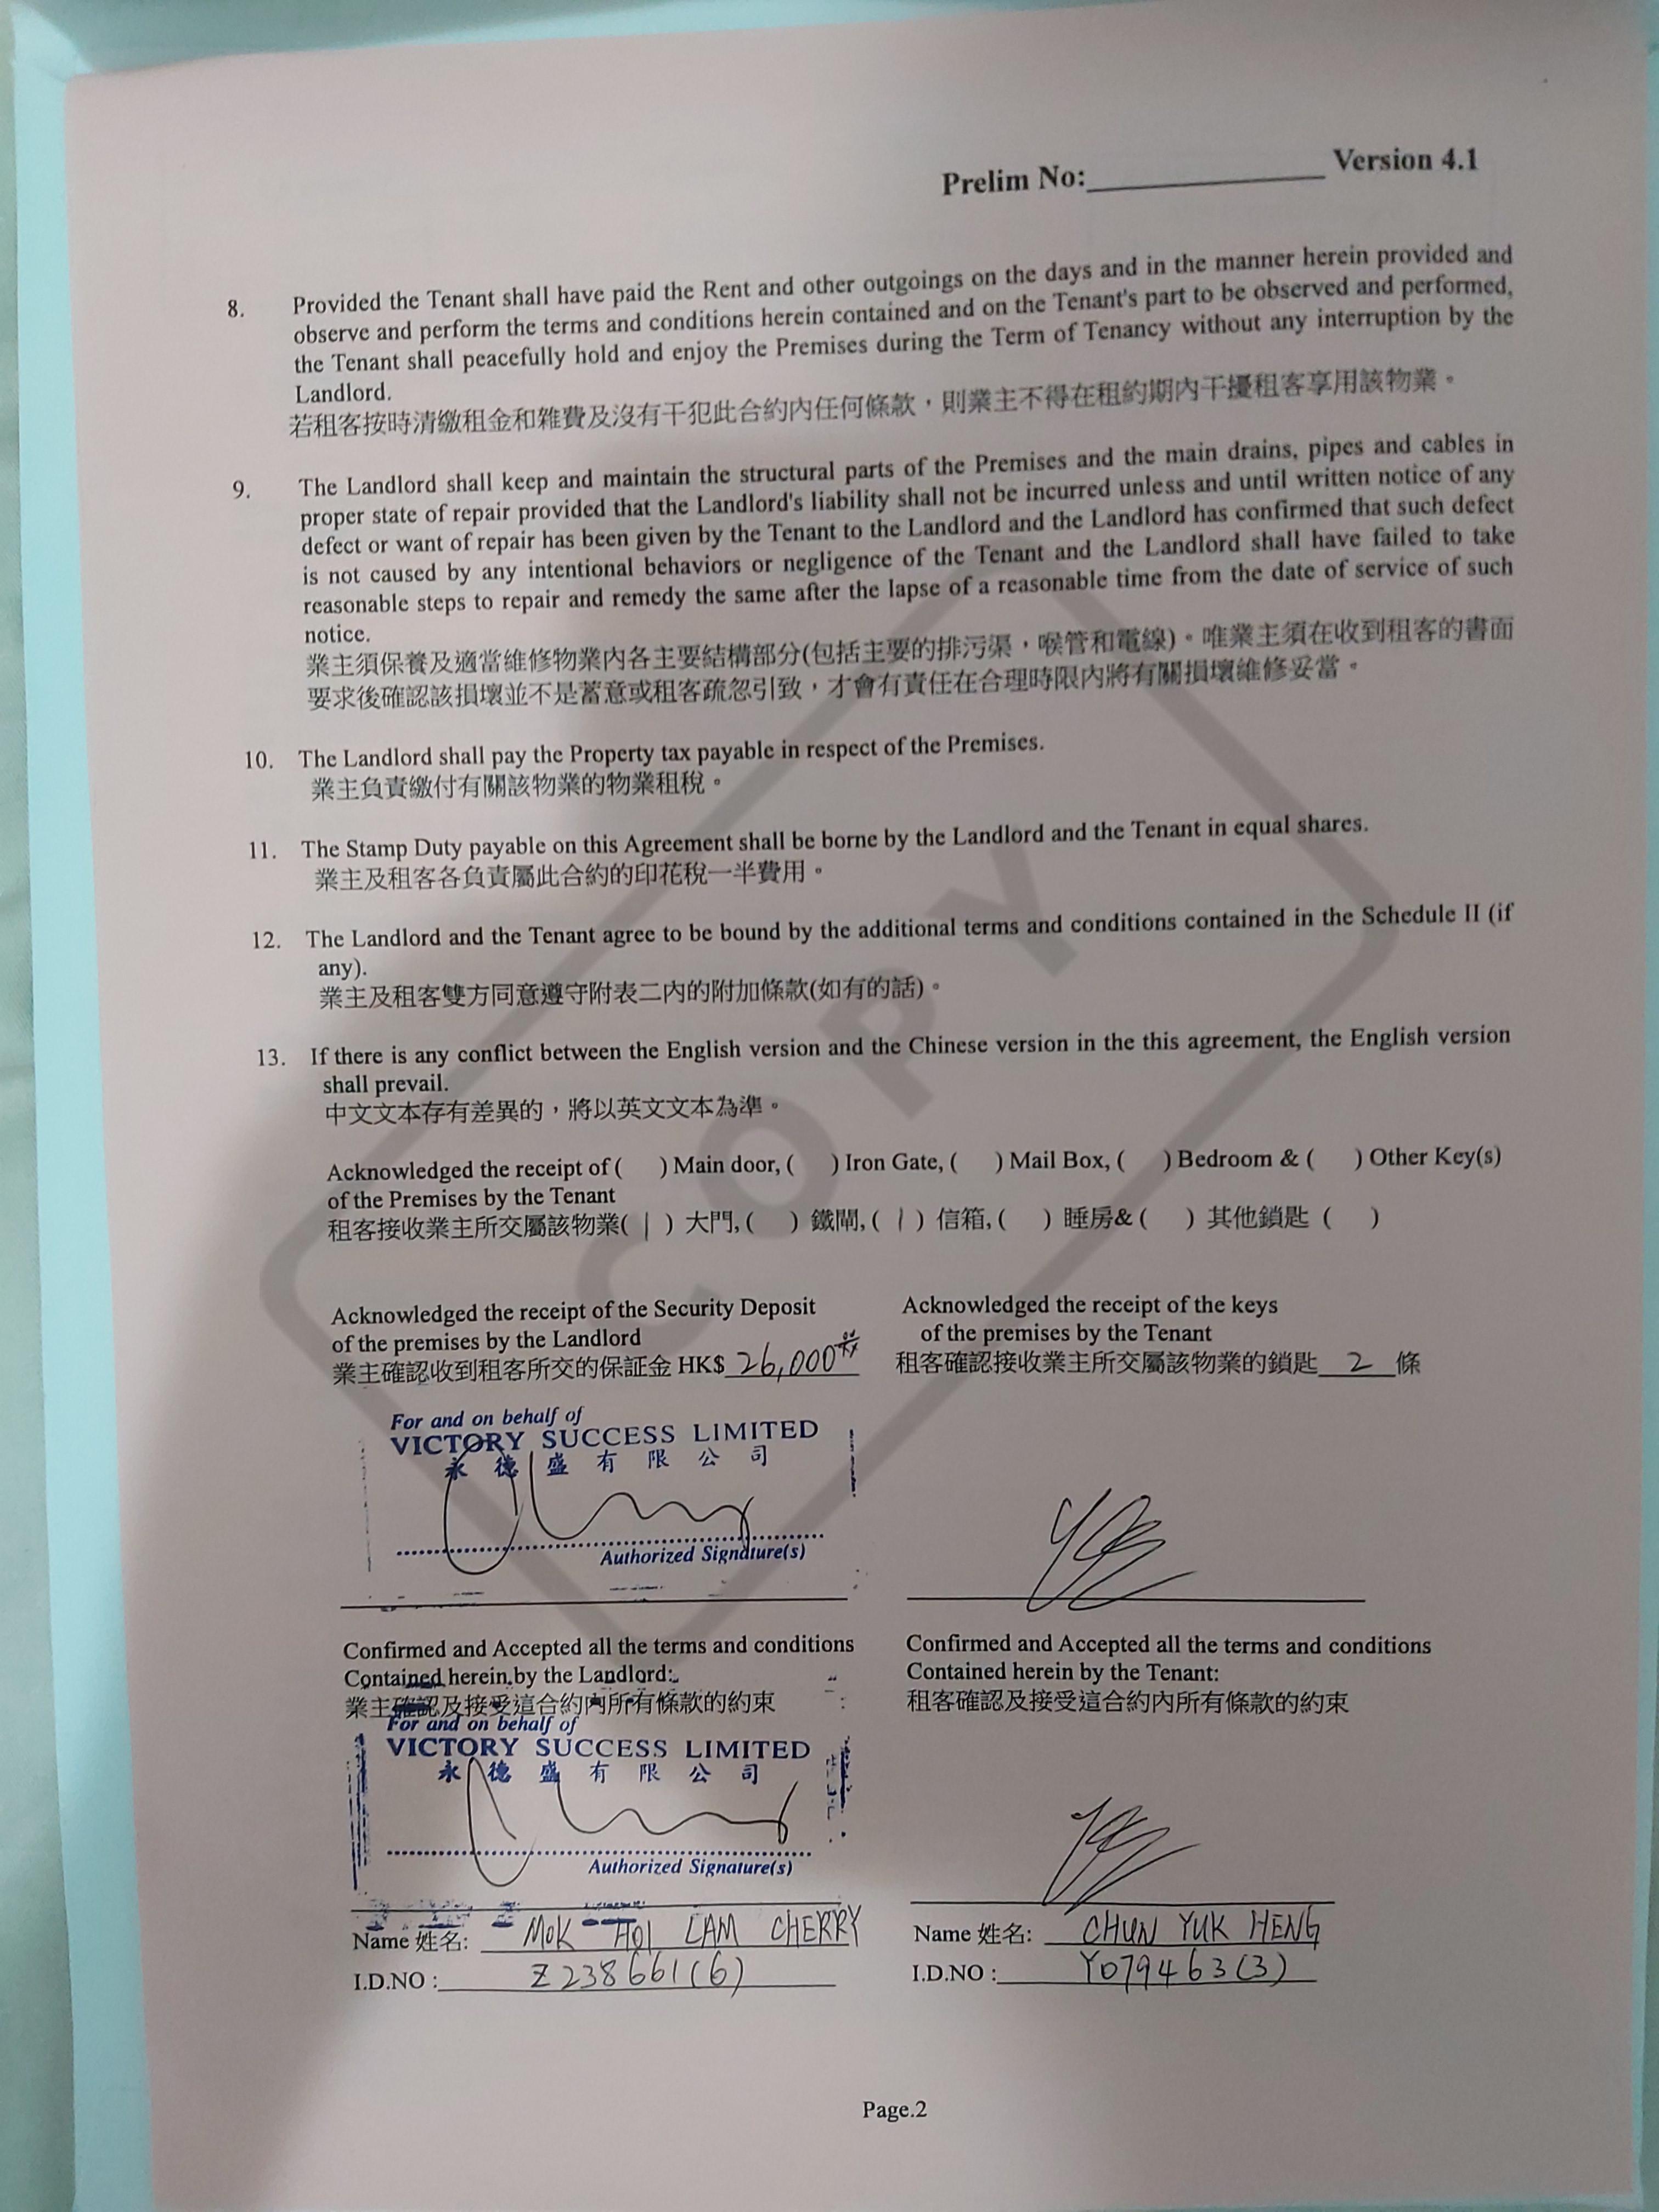 Prelim No:____________ Version 4.1
8. Provided the Tenant shall have paid the Rent and other outgoings on the days and in the manner herein provided and
observe and perform the terms and conditions herein contained and on the Tenant's part to be observed and performed,
the Tenant shall peacefully hold and enjoy the Premises during the Term of Tenancy without any interruption by the
Landlord.
若租客按時清繳租金和雜費及沒有干犯此合約內任何條款，則業主不得在租約期內干擾租客享用該物業。
9. The Landlord shall keep and maintain the structural parts of the Premises and the main drains, pipes and cables in
proper state of repair provided that the Landlord's liability shall not be incurred unless and until written notice of any
defect or want of repair has been given by the Tenant to the Landlord and the Landlord has confirmed that such defect
is not caused by any intentional behaviors or negligence of the Tenant and the Landlord shall have failed to take
reasonable steps to repair and remedy the same after the lapse of a reasonable time from the date of service of such
notice.
業主須保養及適當維修物業內各主要結構部分(包括主要的排污渠，喉管和電線)。唯業主須在收到租客的書面
要求後確認該損壞並不是蓄意或租客疏忽引致，才會有責任在合理時限內將有關損壞維修妥當。
10. The Landlord shall pay the Property tax payable in respect of the Premises.
業主負責繳付有關該物業的物業租稅。
11. The Stamp Duty payable on this Agreement shall be borne by the Landlord and the Tenant in equal shares.
業主及租客各負責屬此合約的印花稅一半費用。
12. The Landlord and the Tenant agree to be bound by the additional terms and conditions contained in the Schedule II (if
any).
業主及租客雙方同意遵守附表二內的附加條款(如有的話)。
13. If there is any conflict between the English version and the Chinese version in the this agreement, the English version
shall prevail.
中文文本存有差異的，將以英文文本為準。
COPY
Acknowledged the receipt of ( ) Main door, ( ) Iron Gate, ( ) Mail Box, ( ) Bedroom & ( ) Other Key(s)
of the Premises by the Tenant
租客接收業主所交屬該物業( | ) 大門, ( ) 鐵閘, ( | ) 信箱, ( ) 睡房& ( ) 其他鎖匙 ( )
Acknowledged the receipt of the Security Deposit
of the premises by the Landlord
業主確認收到租客所交的保証金 HK$ 26,000
Acknowledged the receipt of the keys
of the premises by the Tenant
租客確認接收業主所交屬該物業的鎖匙 2 條
For and on behalf of
VICTORY SUCCESS LIMITED
永 德 盛 有 限 公 司
Authorized Signature(s)
Confirmed and Accepted all the terms and conditions
Contained herein by the Landlord:
業主確認及接受這合約內所有條款的約束
Confirmed and Accepted all the terms and conditions
Contained herein by the Tenant:
租客確認及接受這合約內所有條款的約束
For and on behalf of
VICTORY SUCCESS LIMITED
永 德 盛 有 限 公 司
Authorized Signature(s)
Name 姓名: MOK HOI LAM CHERRY
I.D.NO : Z238661(6)
Name 姓名: CHUN YUK HENG
I.D.NO : Y079463(3)
Page.2